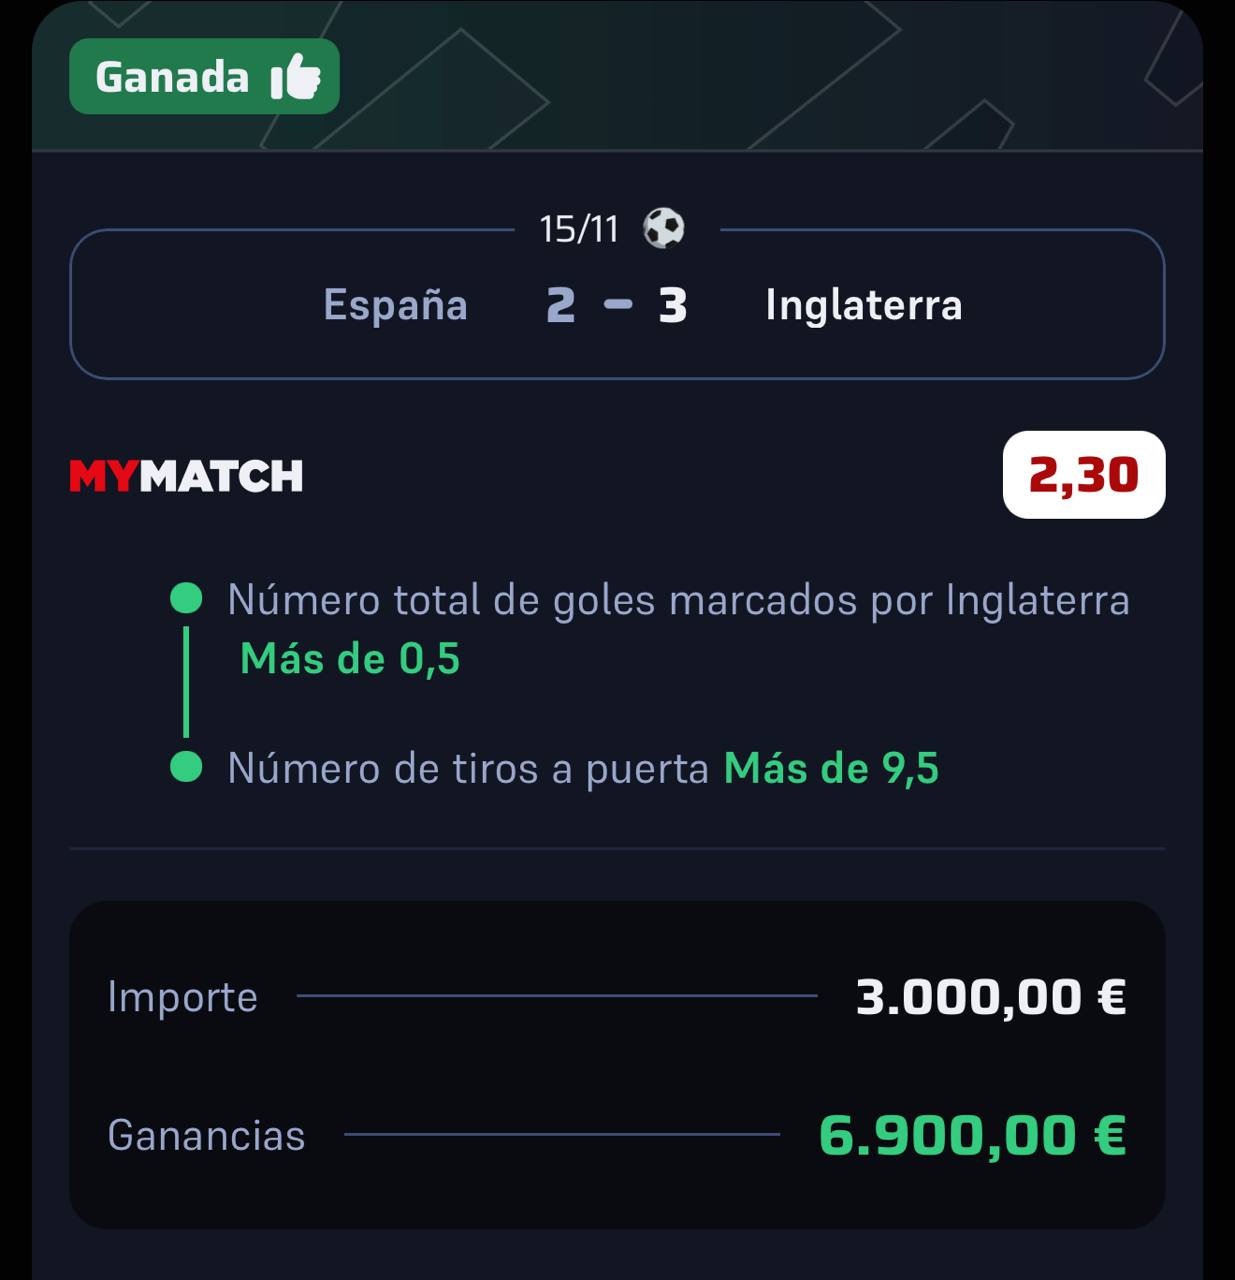 Ganada
15/11
España 2 - 3 Inglaterra
MYMATCH 2,30
Número total de goles marcados por Inglaterra
Más de 0,5
Número de tiros a puerta Más de 9,5
Importe 3.000,00 €
Ganancias 6.900,00 €